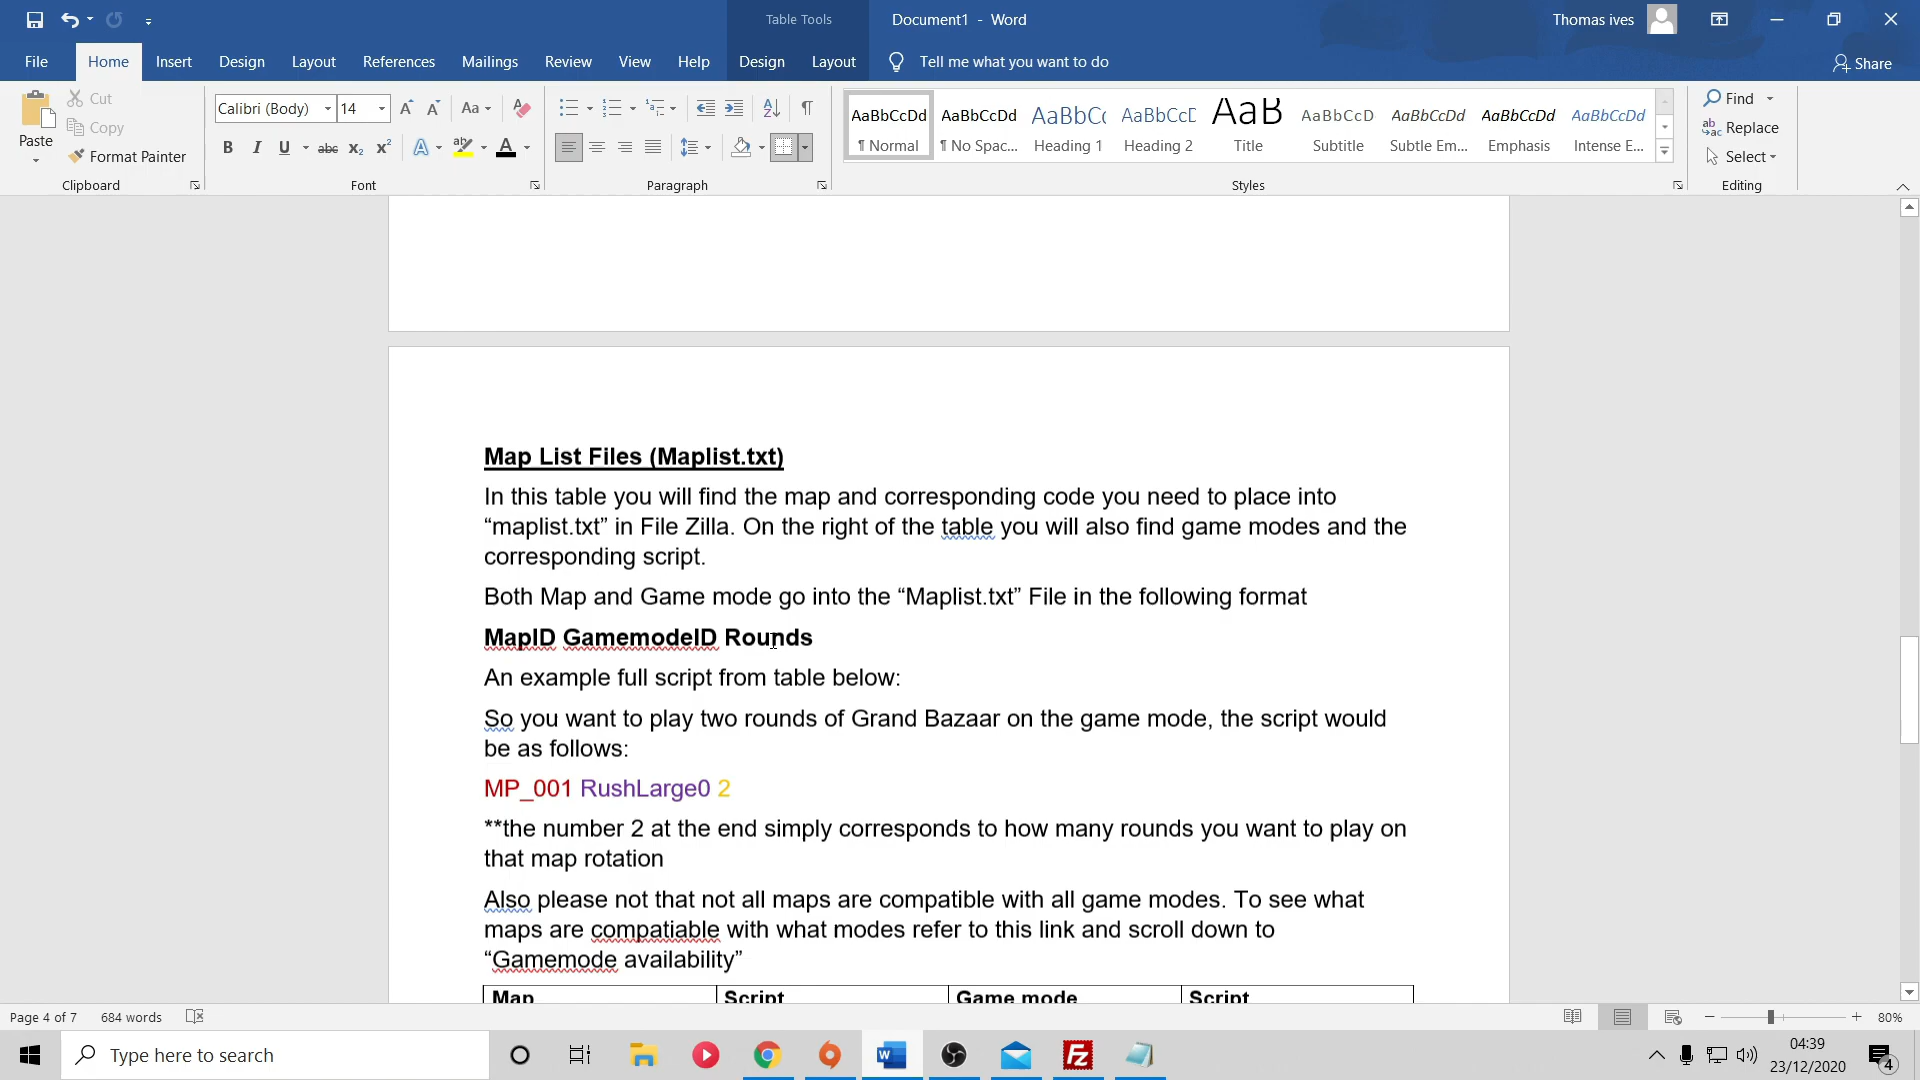 Table Tools
Document1 - Word
Thomas ives
File Home Insert Design Layout References Mailings Review View Help Design Layout Tell me what you want to do
Share
Paste
Cut
Copy
Format Painter
Clipboard
Calibri (Body) 14
Aa
B I U abc x₂ x²
A
Font
Paragraph
AaBbCcDd AaBbCcDd AaBbCc AaBbCcD AaB AaBbCcD AaBbCcDd AaBbCcDd AaBbCcDd
¶ Normal ¶ No Spac... Heading 1 Heading 2 Title Subtitle Subtle Em... Emphasis Intense E...
Styles
Find
Replace
Select
Editing
Map List Files (Maplist.txt)
In this table you will find the map and corresponding code you need to place into
“maplist.txt” in File Zilla. On the right of the table you will also find game modes and the
corresponding script.
Both Map and Game mode go into the “Maplist.txt” File in the following format
MapID GamemodeID Rounds
An example full script from table below:
So you want to play two rounds of Grand Bazaar on the game mode, the script would
be as follows:
MP_001 RushLarge0 2
**the number 2 at the end simply corresponds to how many rounds you want to play on
that map rotation
Also please not that not all maps are compatible with all game modes. To see what
maps are compatiable with what modes refer to this link and scroll down to
“Gamemode availability”
Map Script Game mode Script
Page 4 of 7 684 words
80%
Type here to search
04:39
23/12/2020
4